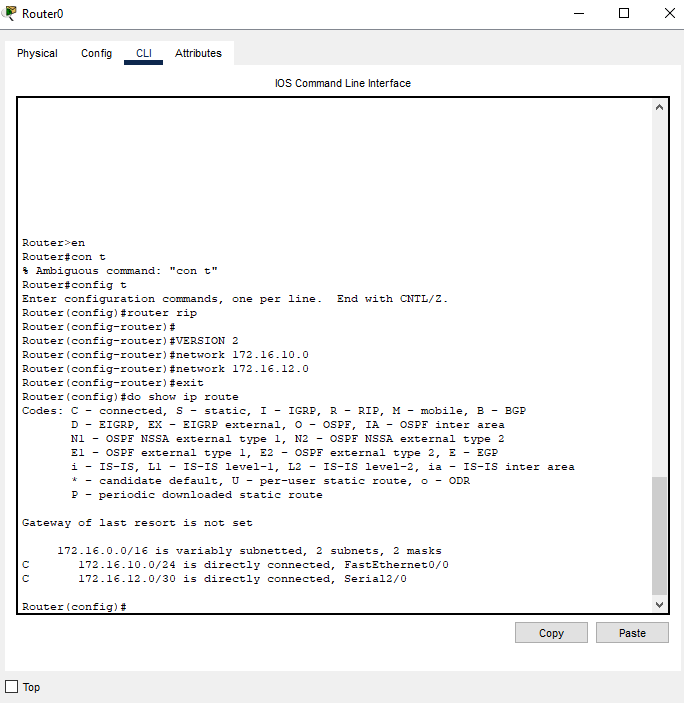 Router0
Physical Config CLI Attributes
IOS Command Line Interface
Router>en
Router#con t
% Ambiguous command: "con t"
Router#config t
Enter configuration commands, one per line.  End with CNTL/Z.
Router(config)#router rip
Router(config-router)#
Router(config-router)#VERSION 2
Router(config-router)#network 172.16.10.0
Router(config-router)#network 172.16.12.0
Router(config-router)#exit
Router(config)#do show ip route
Codes: C - connected, S - static, I - IGRP, R - RIP, M - mobile, B - BGP
       D - EIGRP, EX - EIGRP external, O - OSPF, IA - OSPF inter area
       N1 - OSPF NSSA external type 1, N2 - OSPF NSSA external type 2
       E1 - OSPF external type 1, E2 - OSPF external type 2, E - EGP
       i - IS-IS, L1 - IS-IS level-1, L2 - IS-IS level-2, ia - IS-IS inter area
       * - candidate default, U - per-user static route, o - ODR
       P - periodic downloaded static route
Gateway of last resort is not set
     172.16.0.0/16 is variably subnetted, 2 subnets, 2 masks
C       172.16.10.0/24 is directly connected, FastEthernet0/0
C       172.16.12.0/30 is directly connected, Serial2/0
Router(config)#
Copy Paste
Top